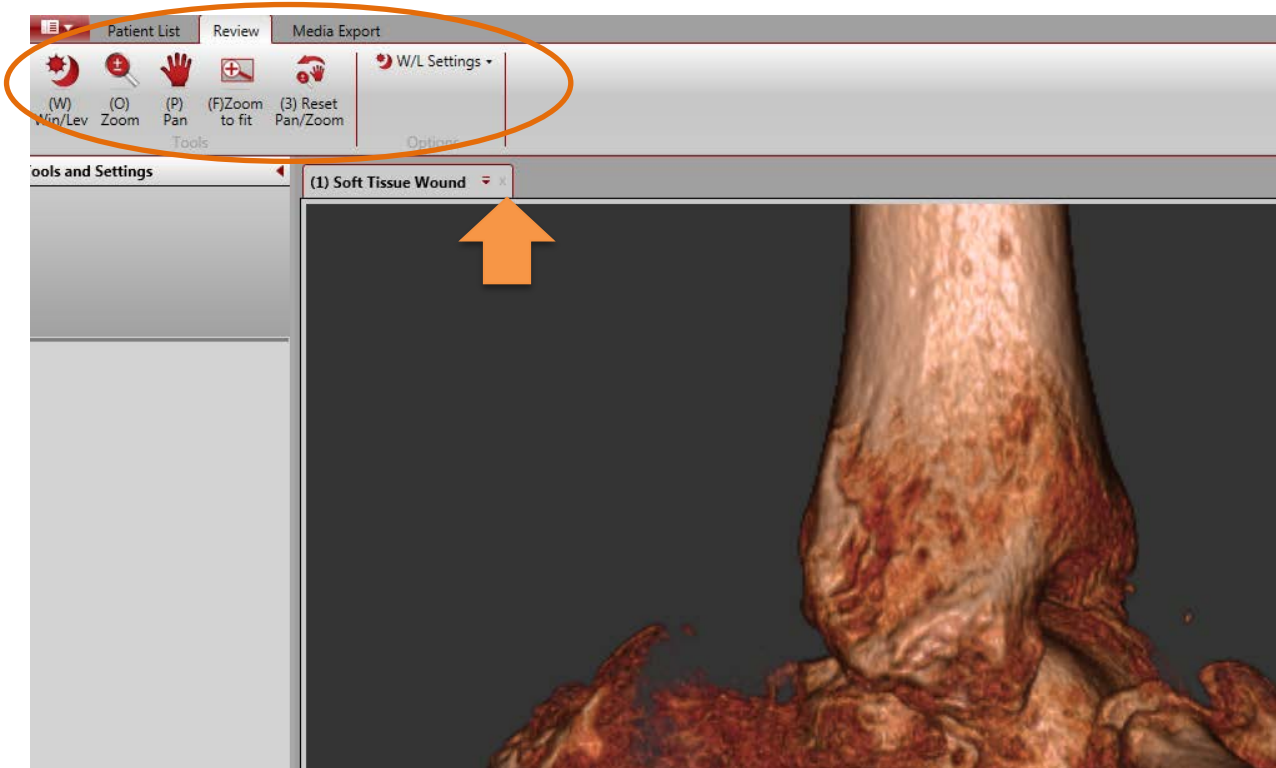 Patient List Review Media Export
W/L Settings
(W) (O) (P) (F)Zoom (3) Reset
Win/Lev Zoom Pan to fit Pan/Zoom
Tools Options
ools and Settings
(1) Soft Tissue Wound x